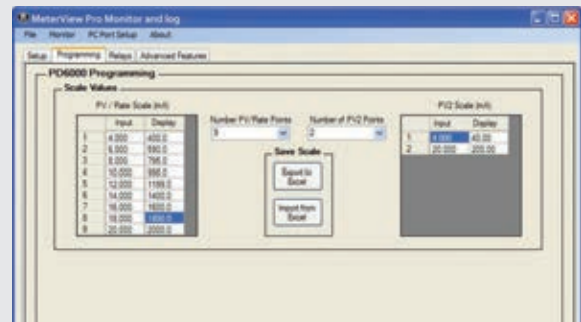 MeterView Pro Monitor and log
File Monitor PC Port Setup About
Setup Programming Relays Advanced Features
PD6000 Programming
Scale Values
PV / Rate Scale (mA)
Input Display
1 4.000 400.0
2 6.000 590.0
3 8.000 795.0
4 10.000
5 12.000 1199.0
6 14.000 1400.0
7 16.000 1600.0
8 18.000 1800.0
9 20.000 2000.0
Number PV/Rate Points
9
Number of PV2 Points
2
Save Scale
Export to
Excel
Import from
Excel
PV2 Scale (mA)
Input Display
1 4.000 40.00
2 20.000 200.00